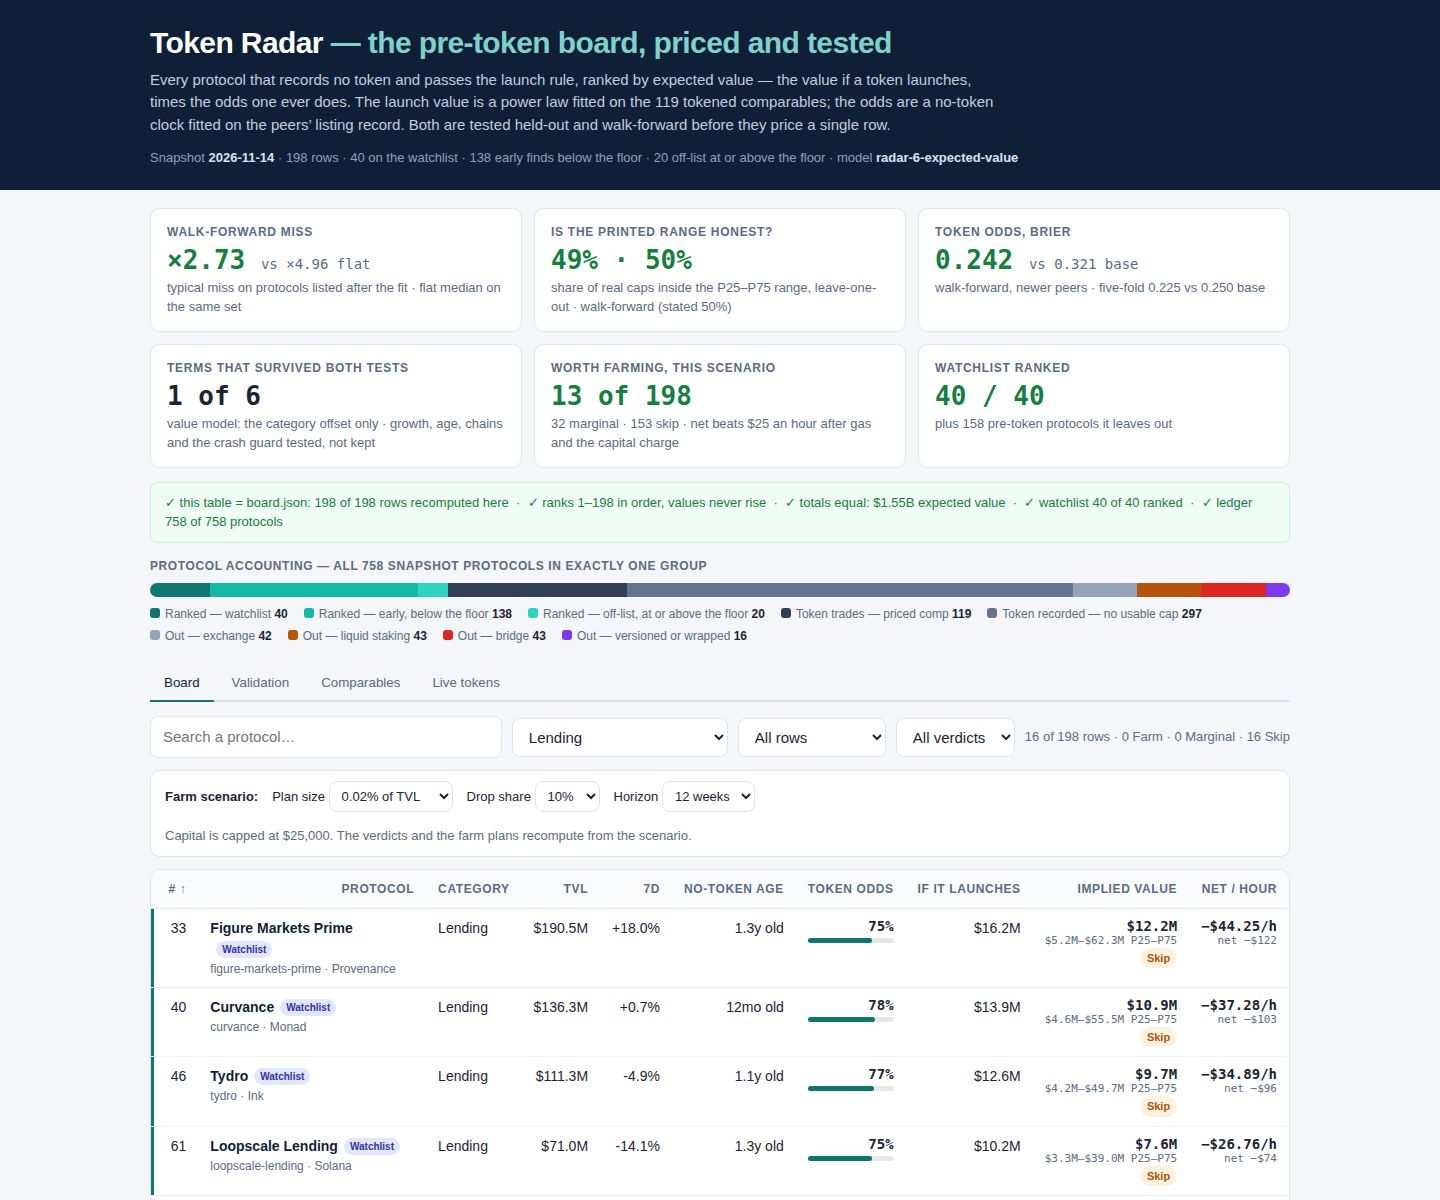 Token Radar — the pre-token board, priced and tested
Every protocol that records no token and passes the launch rule, ranked by expected value — the value if a token launches,
times the odds one ever does. The launch value is a power law fitted on the 119 tokened comparables; the odds are a no-token
clock fitted on the peers’ listing record. Both are tested held-out and walk-forward before they price a single row.
Snapshot 2026-11-14 · 198 rows · 40 on the watchlist · 138 early finds below the floor · 20 off-list at or above the floor · model radar-6-expected-value
WALK-FORWARD MISS
×2.73 vs ×4.96 flat
typical miss on protocols listed after the fit · flat median on
the same set
IS THE PRINTED RANGE HONEST?
49% · 50%
share of real caps inside the P25–P75 range, leave-one-
out · walk-forward (stated 50%)
TOKEN ODDS, BRIER
0.242 vs 0.321 base
walk-forward, newer peers · five-fold 0.225 vs 0.250 base
TERMS THAT SURVIVED BOTH TESTS
1 of 6
value model: the category offset only · growth, age, chains
and the crash guard tested, not kept
WORTH FARMING, THIS SCENARIO
13 of 198
32 marginal · 153 skip · net beats $25 an hour after gas
and the capital charge
WATCHLIST RANKED
40 / 40
plus 158 pre-token protocols it leaves out
✓ this table = board.json: 198 of 198 rows recomputed here · ✓ ranks 1–198 in order, values never rise · ✓ totals equal: $1.55B expected value · ✓ watchlist 40 of 40 ranked · ✓ ledger
758 of 758 protocols
PROTOCOL ACCOUNTING — ALL 758 SNAPSHOT PROTOCOLS IN EXACTLY ONE GROUP
Ranked — watchlist 40 Ranked — early, below the floor 138 Ranked — off-list, at or above the floor 20 Token trades — priced comp 119 Token recorded — no usable cap 297
Out — exchange 42 Out — liquid staking 43 Out — bridge 43 Out — versioned or wrapped 16
Board Validation Comparables Live tokens
Search a protocol… Lending All rows All verdicts 16 of 198 rows · 0 Farm · 0 Marginal · 16 Skip
Farm scenario: Plan size 0.02% of TVL Drop share 10% Horizon 12 weeks
Capital is capped at $25,000. The verdicts and the farm plans recompute from the scenario.
# ↑ PROTOCOL CATEGORY TVL 7D NO-TOKEN AGE TOKEN ODDS IF IT LAUNCHES IMPLIED VALUE NET / HOUR
33 Figure Markets Prime Lending $190.5M +18.0% 1.3y old 75% $16.2M $12.2M −$44.25/h
Watchlist $5.2M–$62.3M P25–P75 net −$122
figure-markets-prime · Provenance Skip
40 Curvance Watchlist Lending $136.3M +0.7% 12mo old 78% $13.9M $10.9M −$37.28/h
curvance · Monad $4.6M–$55.5M P25–P75 net −$103
Skip
46 Tydro Watchlist Lending $111.3M -4.9% 1.1y old 77% $12.6M $9.7M −$34.89/h
tydro · Ink $4.2M–$49.7M P25–P75 net −$96
Skip
61 Loopscale Lending Watchlist Lending $71.0M -14.1% 1.3y old 75% $10.2M $7.6M −$26.76/h
loopscale-lending · Solana $3.3M–$39.0M P25–P75 net −$74
Skip